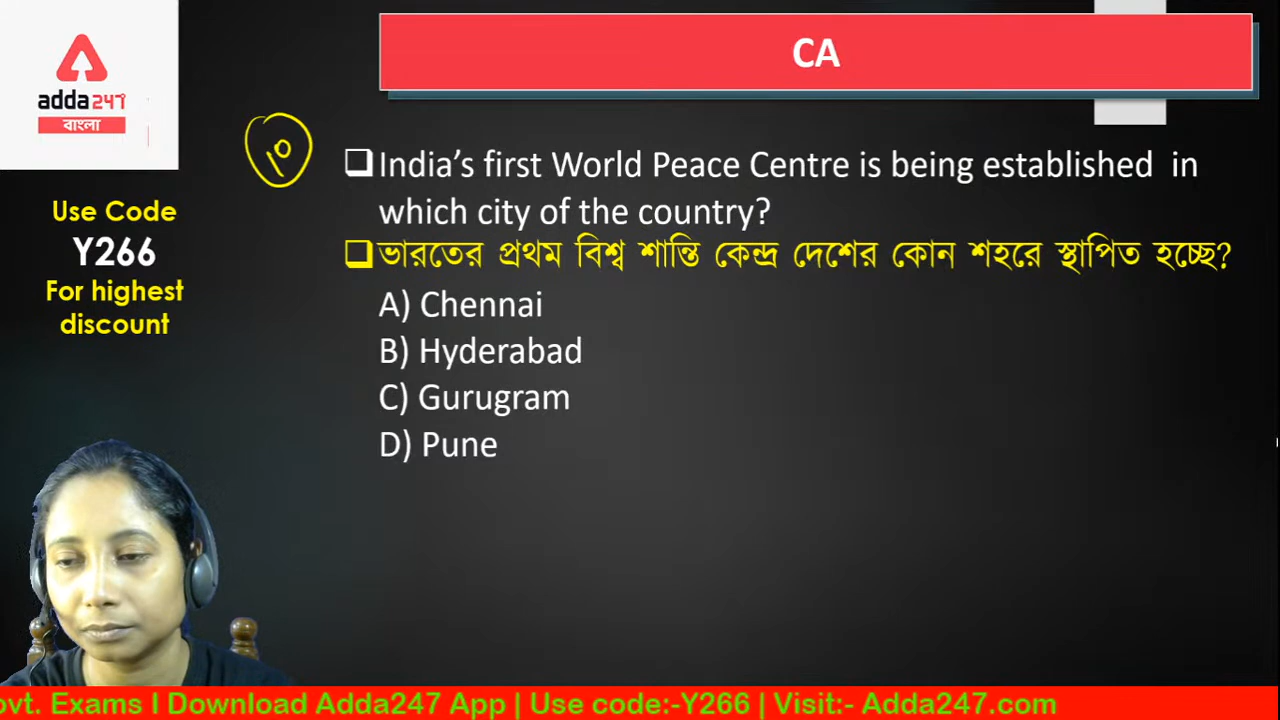 CA
adda247
বাংলা
Use Code
Y266
For highest
discount
১০
❑India's first World Peace Centre is being established in
which city of the country?
❑ভারতের প্রথম বিশ্ব শান্তি কেন্দ্র দেশের কোন শহরে স্থাপিত হচ্ছে?
A) Chennai
B) Hyderabad
C) Gurugram
D) Pune
ovt. Exams I Download Adda247 App | Use code:-Y266 | Visit:- Adda247.com